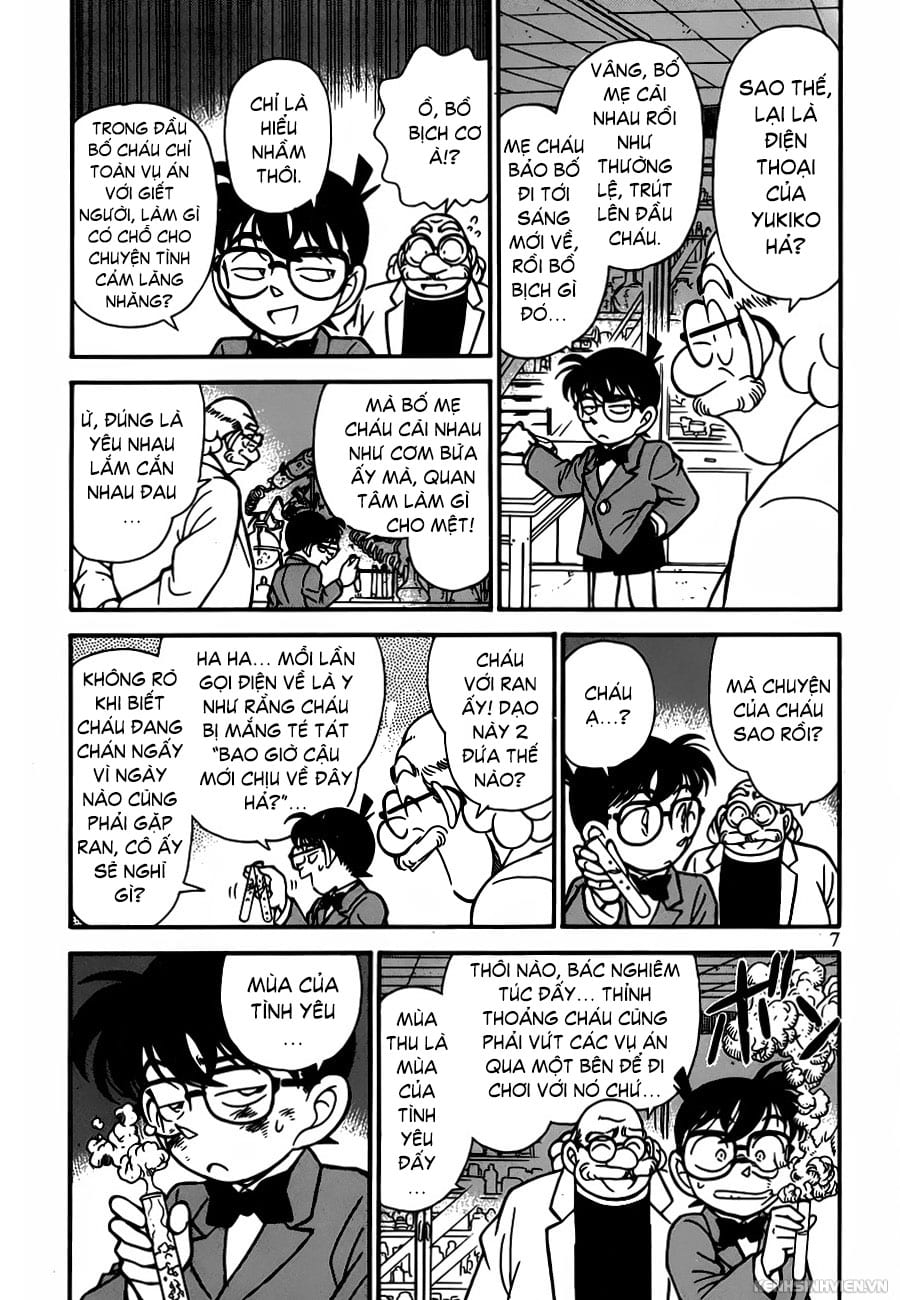 SAO THẾ,
LẠI LÀ
ĐIỆN
THOẠI
CỦA
YUKIKO
HẢ?
VÂNG, BỐ
MẸ CÃI
NHAU RỒI
NHƯ
THƯỜNG
LỆ, TRÚT
LÊN ĐẦU
CHÁU.
MẸ CHÁU
BẢO BỐ
ĐI TỚI
SÁNG
MỚI VỀ,
RỒI BỒ
BỊCH GÌ
ĐÓ...
Ồ, BỒ
BỊCH CƠ
À!?
CHỈ LÀ
HIỂU
NHẦM
THÔI.
TRONG ĐẦU
BỐ CHÁU CHỈ
TOÀN VỤ ÁN
VỚI GIẾT
NGƯỜI, LÀM GÌ
CÓ CHỖ CHO
CHUYỆN TÌNH
CẢM LĂNG
NHĂNG?
MÀ BỐ MẸ
CHÁU CÃI NHAU
NHƯ CƠM BỮA
ẤY MÀ, QUAN
TÂM LÀM GÌ
CHO MỆT!
Ừ, ĐÚNG LÀ
YÊU NHAU
LẮM CẮN
NHAU ĐAU
...
MÀ CHUYỆN
CỦA CHÁU
SAO RỒI?
CHÁU
Ạ...?
CHÁU
VỚI RAN
ẤY! DẠO
NÀY 2
ĐỨA THẾ
NÀO?
HA HA... MỖI LẦN
GỌI ĐIỆN VỀ LÀ Y
NHƯ RẰNG CHÁU
BỊ MẮNG TÉ TÁT
"BAO GIỜ CẬU
MỚI CHỊU VỀ ĐÂY
HẢ?"...
KHÔNG RÕ
KHI BIẾT
CHÁU ĐANG
CHÁN NGẤY
VÌ NGÀY
NÀO CŨNG
PHẢI GẶP
RAN, CÔ ẤY
SẼ NGHĨ
GÌ?
7
ボンッ
THÔI NÀO, BÁC NGHIÊM
TÚC ĐẤY... THỈNH
THOẢNG CHÁU CŨNG
PHẢI VỨT CÁC VỤ ÁN
QUA MỘT BÊN ĐỂ ĐI
CHƠI VỚI NÓ CHỨ...
MÙA
THU LÀ
MÙA
CỦA
TÌNH
YÊU
ĐẤY
...
MÙA CỦA
TÌNH YÊU
...
KENHSINHVIEN.VN